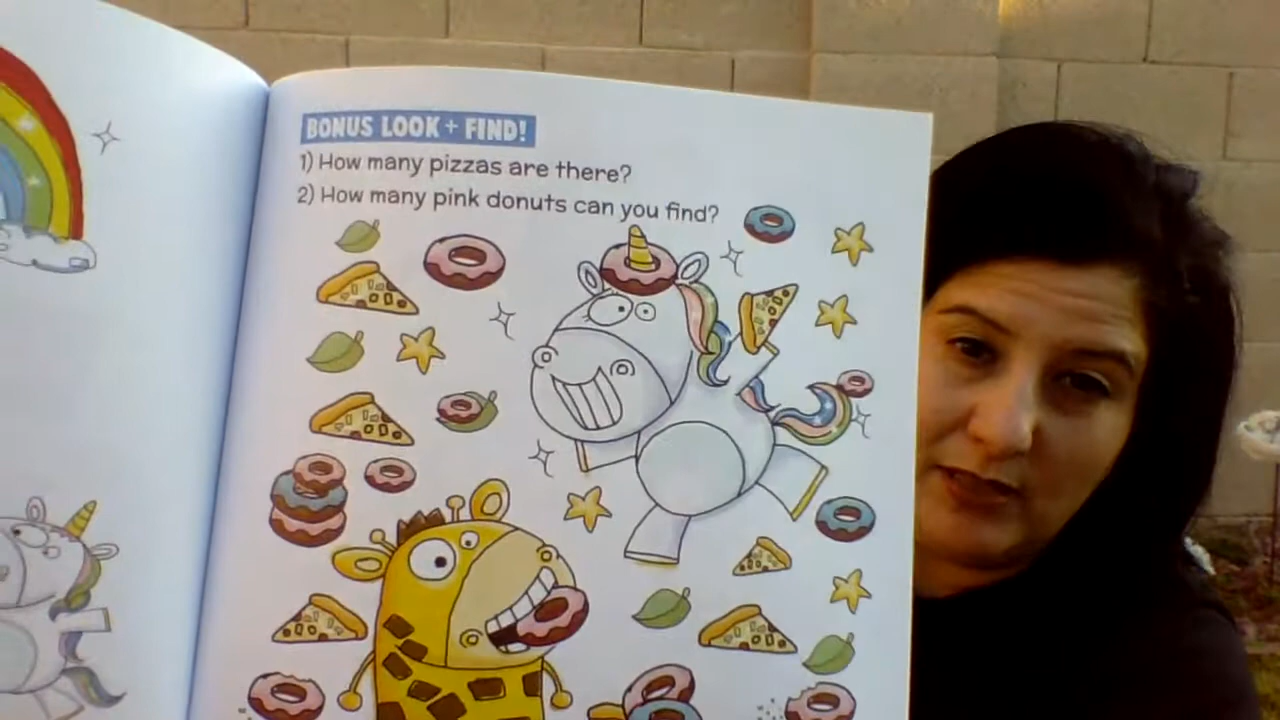 BONUS LOOK + FIND!
1) How many pizzas are there?
2) How many pink donuts can you find?